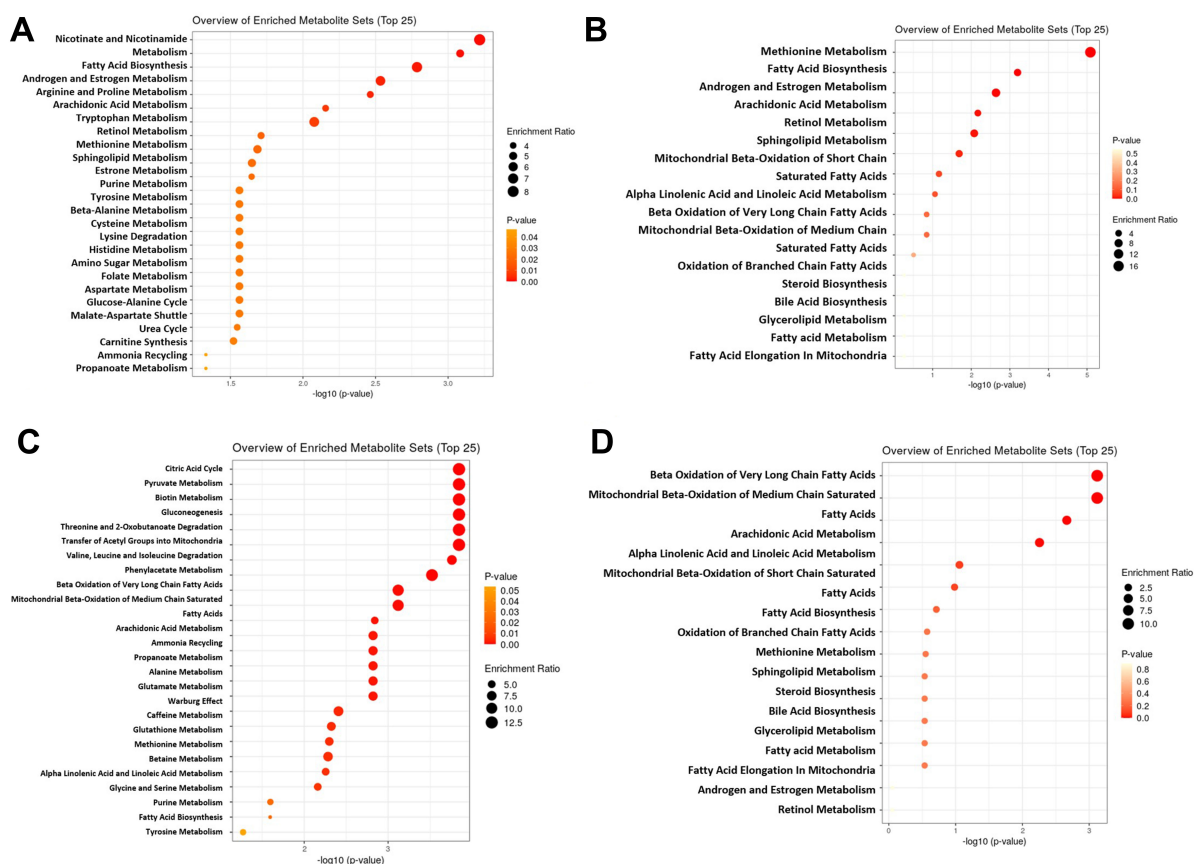 A
Overview of Enriched Metabolite Sets (Top 25)
Nicotinate and Nicotinamide
Metabolism
Fatty Acid Biosynthesis
Androgen and Estrogen Metabolism
Arginine and Proline Metabolism
Arachidonic Acid Metabolism
Tryptophan Metabolism
Retinol Metabolism
Methionine Metabolism
Sphingolipid Metabolism
Estrone Metabolism
Purine Metabolism
Tyrosine Metabolism
Beta-Alanine Metabolism
Cysteine Metabolism
Lysine Degradation
Histidine Metabolism
Amino Sugar Metabolism
Folate Metabolism
Aspartate Metabolism
Glucose-Alanine Cycle
Malate-Aspartate Shuttle
Urea Cycle
Carnitine Synthesis
Ammonia Recycling
Propanoate Metabolism
1.5 2.0 2.5 3.0
-log10 (p-value)
Enrichment Ratio
4
5
6
7
8
P-value
0.04
0.03
0.02
0.01
0.00
B
Overview of Enriched Metabolite Sets (Top 25)
Methionine Metabolism
Fatty Acid Biosynthesis
Androgen and Estrogen Metabolism
Arachidonic Acid Metabolism
Retinol Metabolism
Sphingolipid Metabolism
Mitochondrial Beta-Oxidation of Short Chain
Saturated Fatty Acids
Alpha Linolenic Acid and Linoleic Acid Metabolism
Beta Oxidation of Very Long Chain Fatty Acids
Mitochondrial Beta-Oxidation of Medium Chain
Saturated Fatty Acids
Oxidation of Branched Chain Fatty Acids
Steroid Biosynthesis
Bile Acid Biosynthesis
Glycerolipid Metabolism
Fatty acid Metabolism
Fatty Acid Elongation In Mitochondria
1 2 3 4 5
-log10 (p-value)
P-value
0.5
0.4
0.3
0.2
0.1
0.0
Enrichment Ratio
4
8
12
16
C
Overview of Enriched Metabolite Sets (Top 25)
Citric Acid Cycle
Pyruvate Metabolism
Biotin Metabolism
Gluconeogenesis
Threonine and 2-Oxobutanoate Degradation
Transfer of Acetyl Groups into Mitochondria
Valine, Leucine and Isoleucine Degradation
Phenylacetate Metabolism
Beta Oxidation of Very Long Chain Fatty Acids
Mitochondrial Beta-Oxidation of Medium Chain Saturated
Fatty Acids
Arachidonic Acid Metabolism
Ammonia Recycling
Propanoate Metabolism
Alanine Metabolism
Glutamate Metabolism
Warburg Effect
Caffeine Metabolism
Glutathione Metabolism
Methionine Metabolism
Betaine Metabolism
Alpha Linolenic Acid and Linoleic Acid Metabolism
Glycine and Serine Metabolism
Purine Metabolism
Fatty Acid Biosynthesis
Tyrosine Metabolism
2 3
-log10 (p-value)
P-value
0.05
0.04
0.03
0.02
0.01
0.00
Enrichment Ratio
5.0
7.5
10.0
12.5
D
Overview of Enriched Metabolite Sets (Top 25)
Beta Oxidation of Very Long Chain Fatty Acids
Mitochondrial Beta-Oxidation of Medium Chain Saturated
Fatty Acids
Arachidonic Acid Metabolism
Alpha Linolenic Acid and Linoleic Acid Metabolism
Mitochondrial Beta-Oxidation of Short Chain Saturated
Fatty Acids
Fatty Acid Biosynthesis
Oxidation of Branched Chain Fatty Acids
Methionine Metabolism
Sphingolipid Metabolism
Steroid Biosynthesis
Bile Acid Biosynthesis
Glycerolipid Metabolism
Fatty acid Metabolism
Fatty Acid Elongation In Mitochondria
Androgen and Estrogen Metabolism
Retinol Metabolism
0 1 2 3
-log10 (p-value)
Enrichment Ratio
2.5
5.0
7.5
10.0
P-value
0.8
0.6
0.4
0.2
0.0